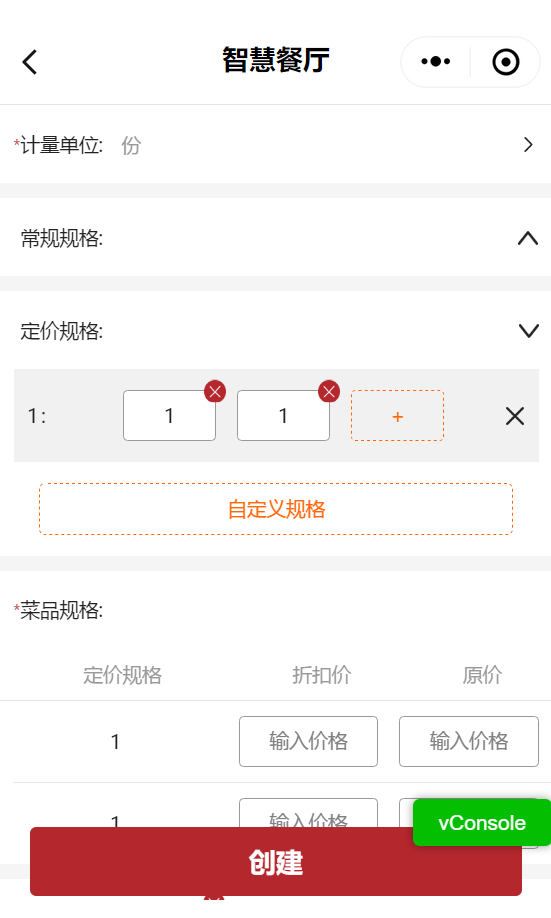 智慧餐厅
*计量单位: 份
常规规格:
定价规格:
1: 1 1 +
自定义规格
*菜品规格:
定价规格 折扣价 原价
1 输入价格 输入价格
1 输入价格
vConsole
创建